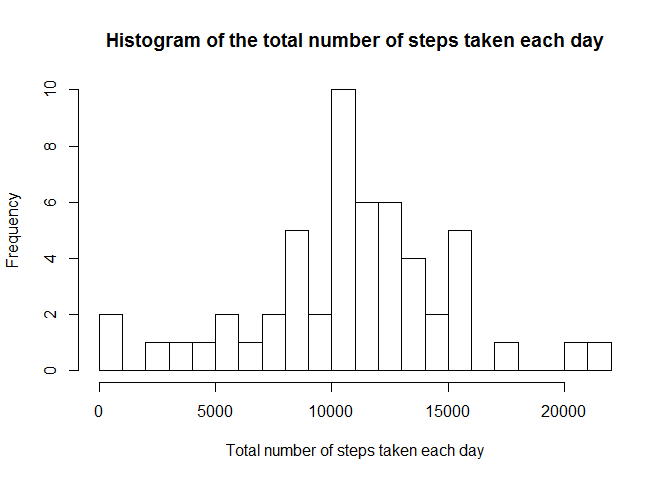 Histogram of the total number of steps taken each day
Frequency
10
8
6
4
2
0
0 5000 10000 15000 20000
Total number of steps taken each day